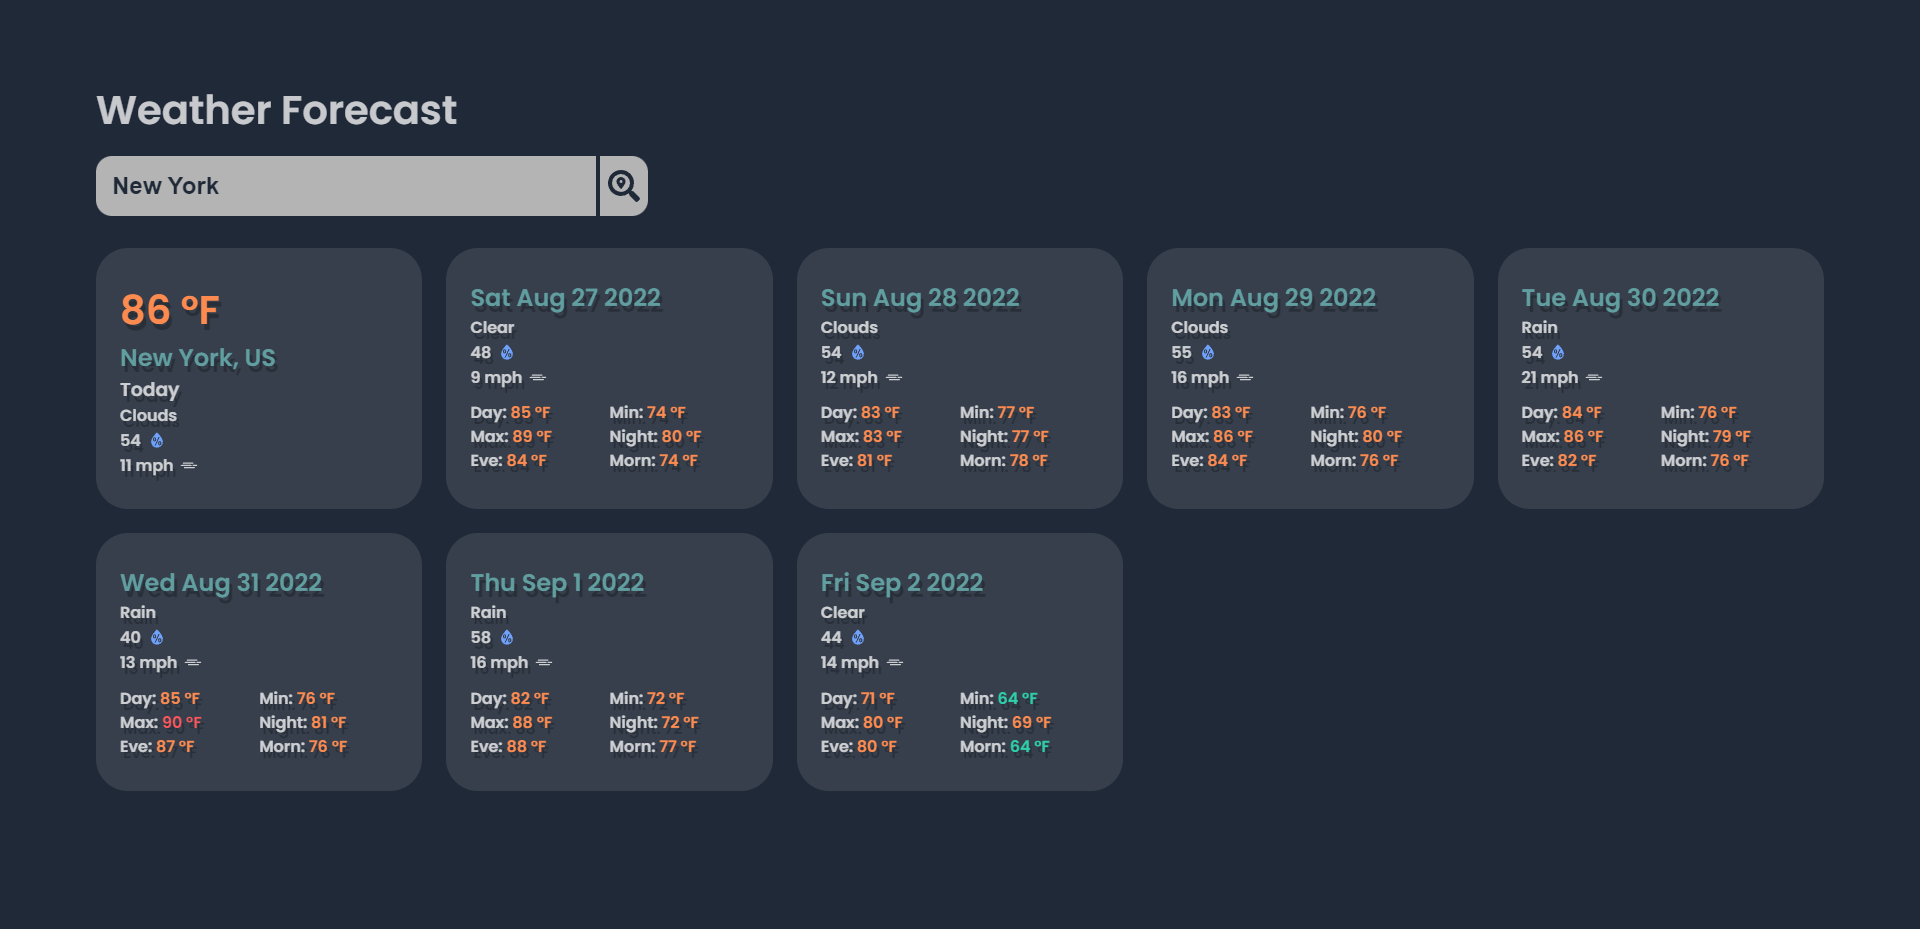 Weather Forecast
New York
86 °F
New York, US
Today
Clouds
54
11 mph
Sat Aug 27 2022
Clear
48
9 mph
Day: 85 °F Min: 74 °F
Max: 89 °F Night: 80 °F
Eve: 84 °F Morn: 74 °F
Sun Aug 28 2022
Clouds
54
12 mph
Day: 83 °F Min: 77 °F
Max: 83 °F Night: 77 °F
Eve: 81 °F Morn: 78 °F
Mon Aug 29 2022
Clouds
55
16 mph
Day: 83 °F Min: 76 °F
Max: 86 °F Night: 80 °F
Eve: 84 °F Morn: 76 °F
Tue Aug 30 2022
Rain
54
21 mph
Day: 84 °F Min: 76 °F
Max: 86 °F Night: 79 °F
Eve: 82 °F Morn: 76 °F
Wed Aug 31 2022
Rain
40
13 mph
Day: 85 °F Min: 76 °F
Max: 90 °F Night: 81 °F
Eve: 87 °F Morn: 76 °F
Thu Sep 1 2022
Rain
58
16 mph
Day: 82 °F Min: 72 °F
Max: 88 °F Night: 72 °F
Eve: 88 °F Morn: 77 °F
Fri Sep 2 2022
Clear
44
14 mph
Day: 71 °F Min: 64 °F
Max: 80 °F Night: 69 °F
Eve: 80 °F Morn: 64 °F